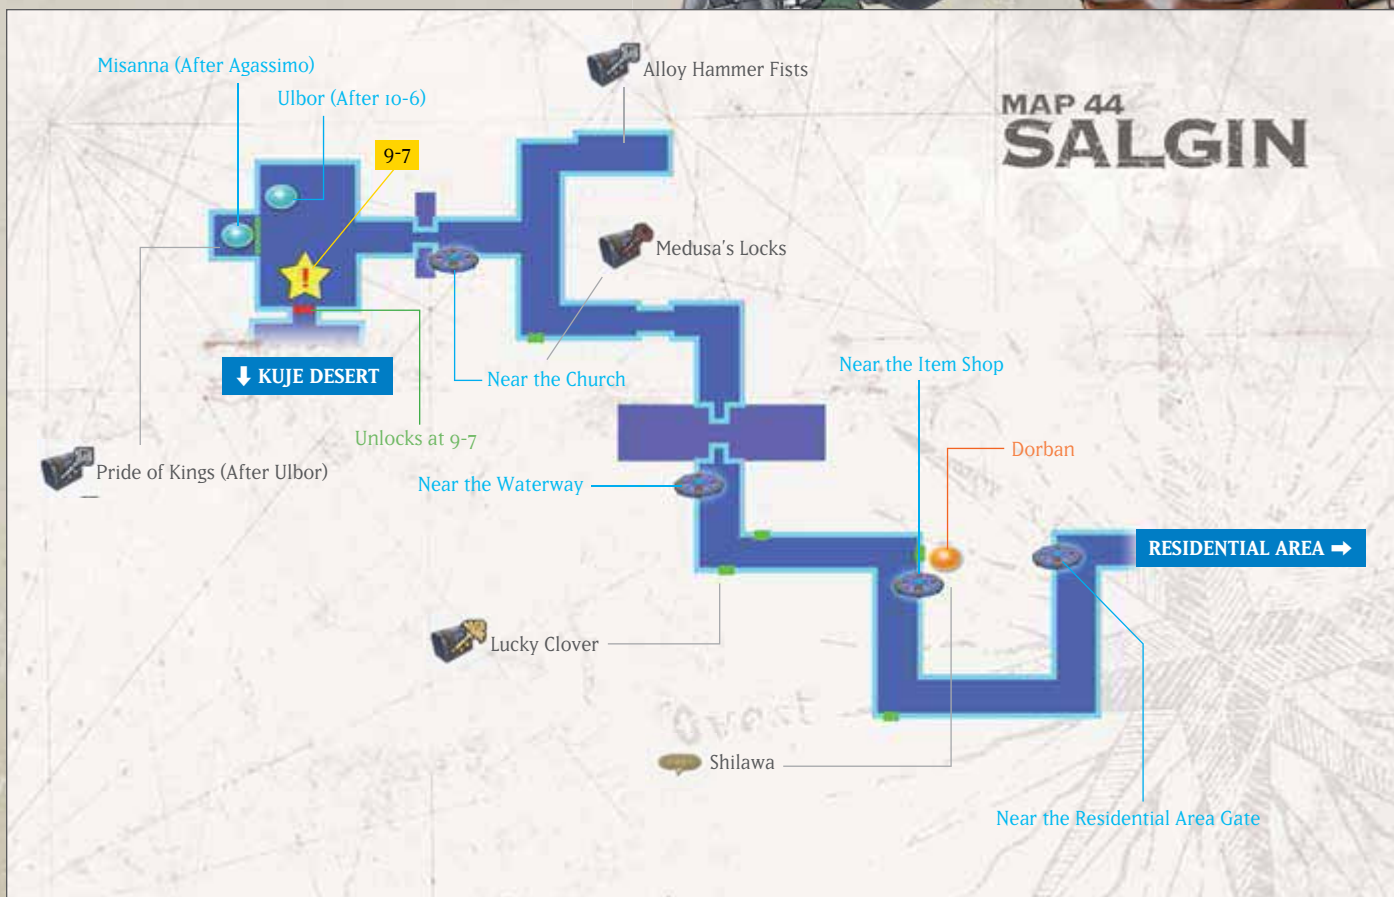 Misanna (After Agassimo)
Ulbor (After 10-6)
9-7
Alloy Hammer Fists
MAP 44
SALGIN
Medusa's Locks
Near the Church
KUJE DESERT
Unlocks at 9-7
Pride of Kings (After Ulbor)
Near the Item Shop
Near the Waterway
Dorban
RESIDENTIAL AREA
Lucky Clover
Shilawa
Near the Residential Area Gate